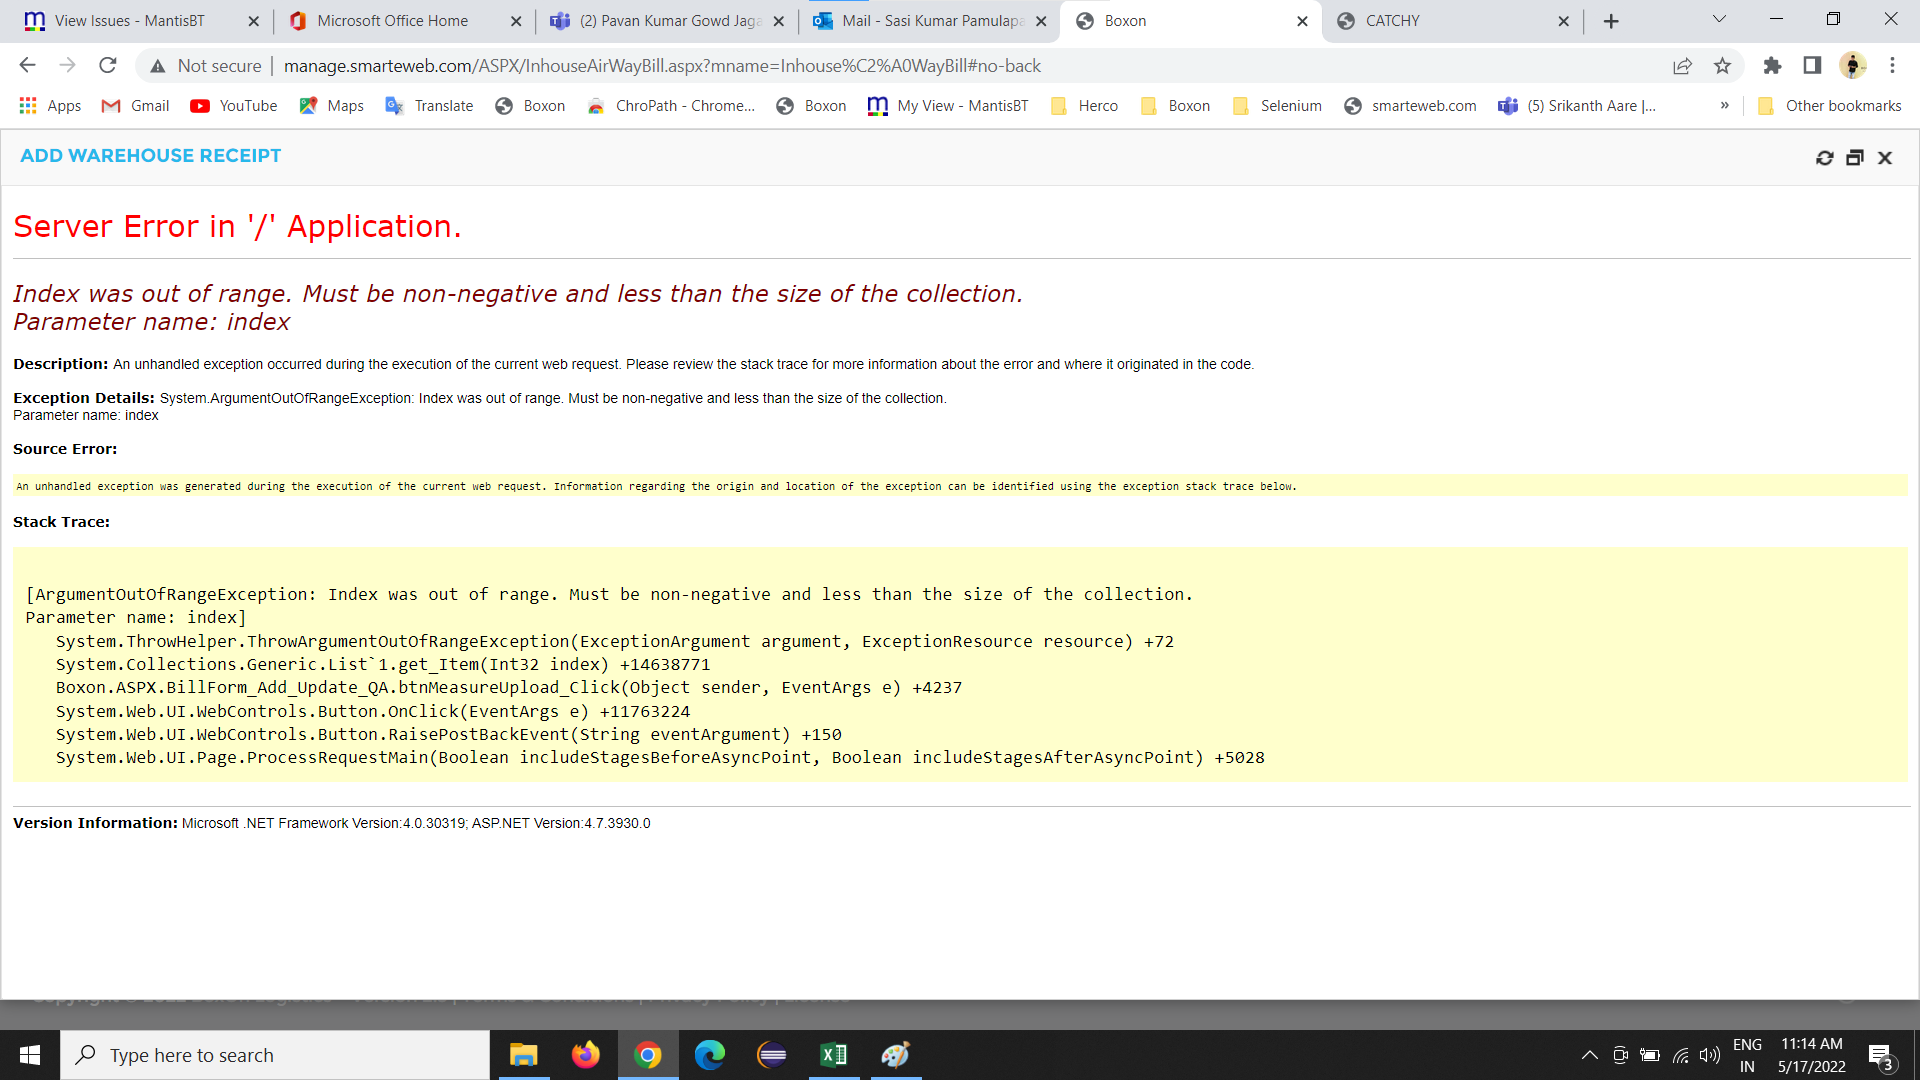 View Issues - MantisBT
Microsoft Office Home
(2) Pavan Kumar Gowd Jaga
Mail - Sasi Kumar Pamulapa
Boxon
CATCHY
Not secure
manage.smarteweb.com/ASPX/InhouseAirWayBill.aspx?mname=Inhouse%C2%A0WayBill#no-back
Apps
Gmail
YouTube
Maps
Translate
Boxon
ChroPath - Chrome...
Boxon
My View - MantisBT
Herco
Boxon
Selenium
smarteweb.com
(5) Srikanth Aare |...
»
Other bookmarks
ADD WAREHOUSE RECEIPT
Server Error in '/' Application.
Index was out of range. Must be non-negative and less than the size of the collection.
Parameter name: index
Description: An unhandled exception occurred during the execution of the current web request. Please review the stack trace for more information about the error and where it originated in the code.
Exception Details: System.ArgumentOutOfRangeException: Index was out of range. Must be non-negative and less than the size of the collection.
Parameter name: index
Source Error:
An unhandled exception was generated during the execution of the current web request. Information regarding the origin and location of the exception can be identified using the exception stack trace below.
Stack Trace:
[ArgumentOutOfRangeException: Index was out of range. Must be non-negative and less than the size of the collection.
Parameter name: index]
System.ThrowHelper.ThrowArgumentOutOfRangeException(ExceptionArgument argument, ExceptionResource resource) +72
System.Collections.Generic.List`1.get_Item(Int32 index) +14638771
Boxon.ASPX.BillForm_Add_Update_QA.btnMeasureUpload_Click(Object sender, EventArgs e) +4237
System.Web.UI.WebControls.Button.OnClick(EventArgs e) +11763224
System.Web.UI.WebControls.Button.RaisePostBackEvent(String eventArgument) +150
System.Web.UI.Page.ProcessRequestMain(Boolean includeStagesBeforeAsyncPoint, Boolean includeStagesAfterAsyncPoint) +5028
Version Information: Microsoft .NET Framework Version:4.0.30319; ASP.NET Version:4.7.3930.0
Type here to search
ENG
IN
11:14 AM
5/17/2022
3